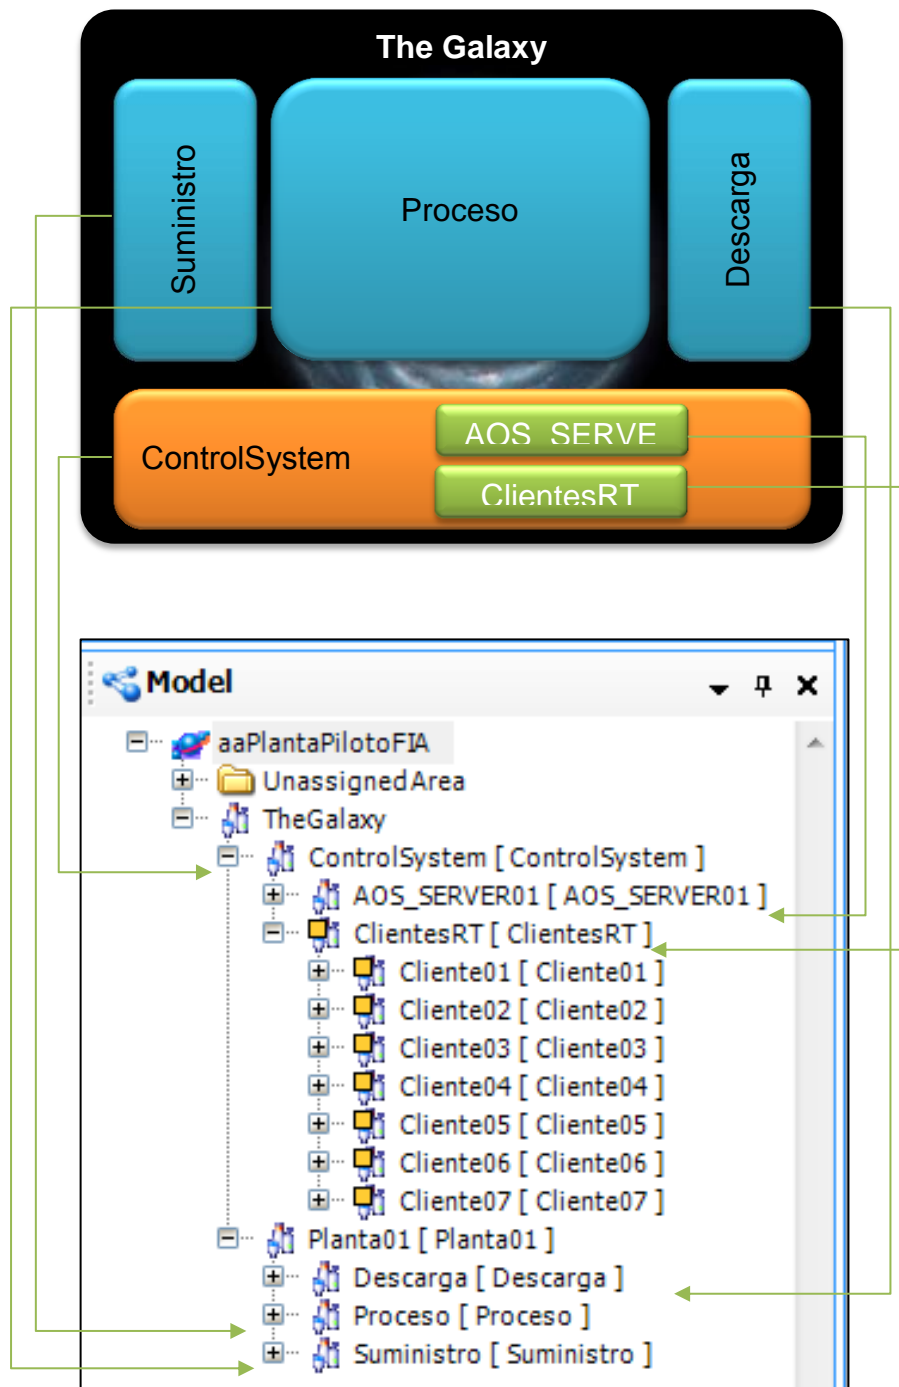 The Galaxy
Suministro
Proceso
Descarga
ControlSystem
AOS_SERVE
ClientesRT
Model
aaPlantaPilotoFIA
Unassigned Area
TheGalaxy
ControlSystem [ ControlSystem ]
AOS_SERVER01 [ AOS_SERVER01 ]
ClientesRT [ ClientesRT ]
Cliente01 [ Cliente01 ]
Cliente02 [ Cliente02 ]
Cliente03 [ Cliente03 ]
Cliente04 [ Cliente04 ]
Cliente05 [ Cliente05 ]
Cliente06 [ Cliente06 ]
Cliente07 [ Cliente07 ]
Planta01 [ Planta01 ]
Descarga [ Descarga ]
Proceso [ Proceso ]
Suministro [ Suministro ]